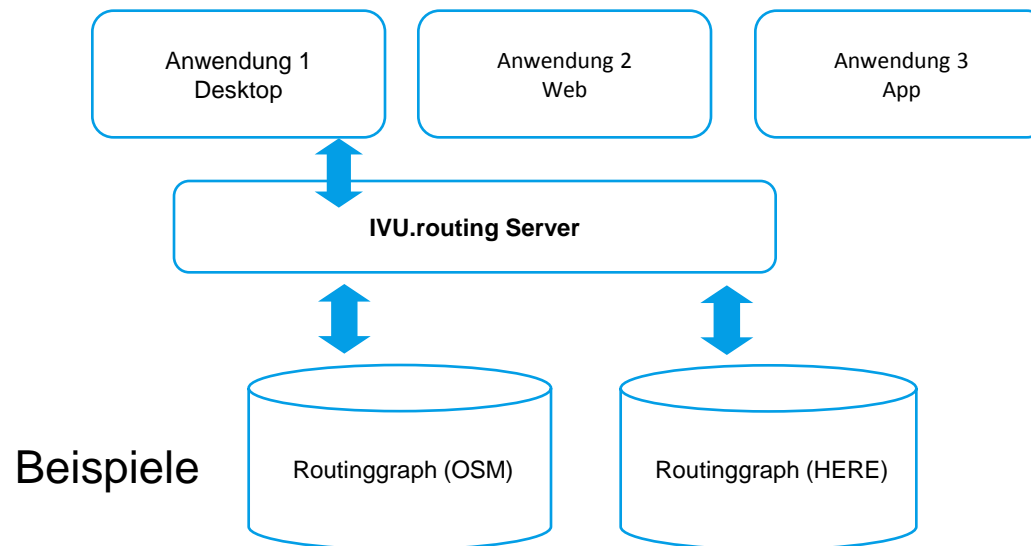 Anwendung 1
Desktop
Anwendung 2
Web
Anwendung 3
App
IVU.routing Server
Beispiele
Routinggraph (OSM)
Routinggraph (HERE)